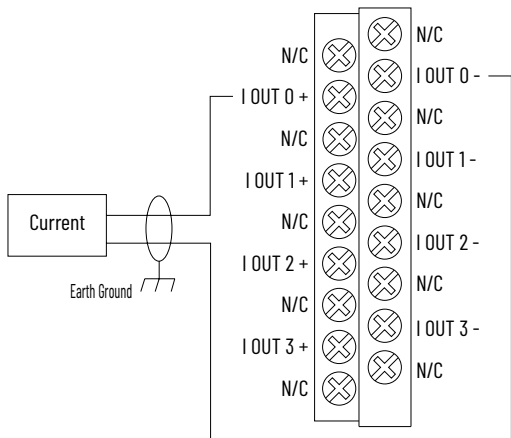 N/C
I OUT 0 +
N/C
I OUT 1 +
N/C
I OUT 2 +
N/C
I OUT 3 +
N/C
N/C
I OUT 0 -
N/C
I OUT 1 -
N/C
I OUT 2 -
N/C
I OUT 3 -
N/C
Current
Earth Ground